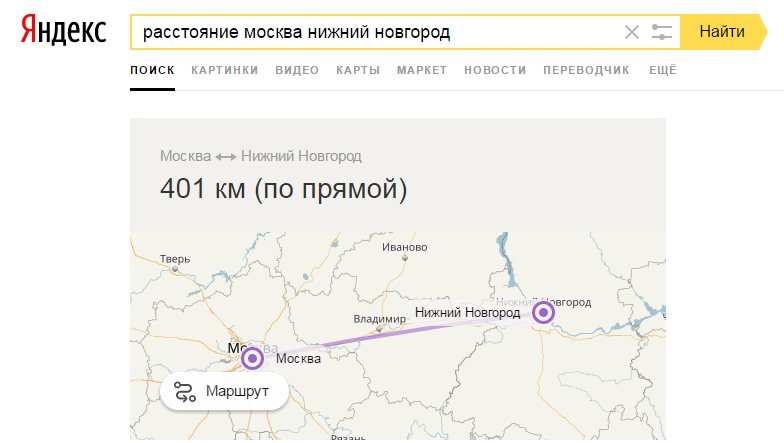 Яндекс
расстояние москва нижний новгород
Найти
ПОИСК КАРТИНКИ ВИДЕО КАРТЫ МАРКЕТ НОВОСТИ ПЕРЕВОДЧИК ЕЩЁ
Москва ↔ Нижний Новгород
401 км (по прямой)
Иваново
Тверь
Нижний Новгород
Нижний Новгород
Владимир
Москва
Москва
Маршрут
Рязань